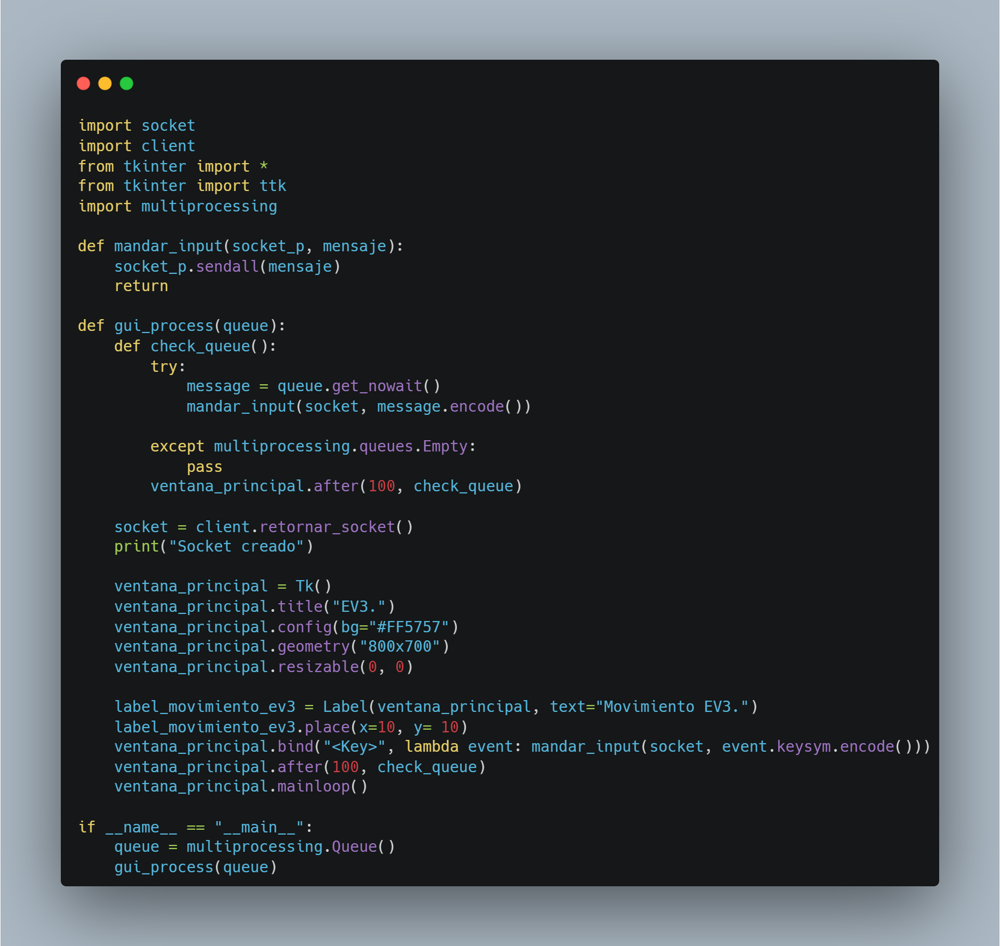 import socket
import client
from tkinter import *
from tkinter import ttk
import multiprocessing

def mandar_input(socket_p, mensaje):
    socket_p.sendall(mensaje)
    return

def gui_process(queue):
    def check_queue():
        try:
            message = queue.get_nowait()
            mandar_input(socket, message.encode())

        except multiprocessing.queues.Empty:
            pass
        ventana_principal.after(100, check_queue)

    socket = client.retornar_socket()
    print("Socket creado")

    ventana_principal = Tk()
    ventana_principal.title("EV3.")
    ventana_principal.config(bg="#FF5757")
    ventana_principal.geometry("800x700")
    ventana_principal.resizable(0, 0)

    label_movimiento_ev3 = Label(ventana_principal, text="Movimiento EV3.")
    label_movimiento_ev3.place(x=10, y= 10)
    ventana_principal.bind("<Key>", lambda event: mandar_input(socket, event.keysym.encode()))
    ventana_principal.after(100, check_queue)
    ventana_principal.mainloop()

if __name__ == "__main__":
    queue = multiprocessing.Queue()
    gui_process(queue)